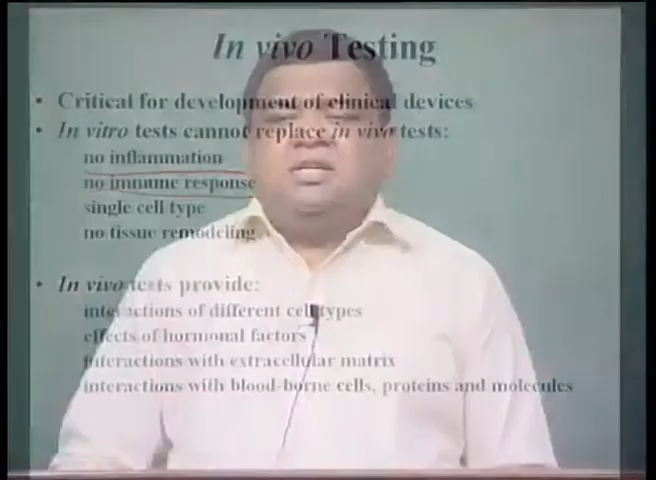 In vivo Testing
• Critical for development of clinical devices
• In vitro tests cannot replace in vivo tests:
no inflammation
no immune response
single cell type
no tissue remodeling
• In vivo tests provide:
interactions of different cell types
effects of hormonal factors
interactions with extracellular matrix
interactions with blood-borne cells, proteins and molecules